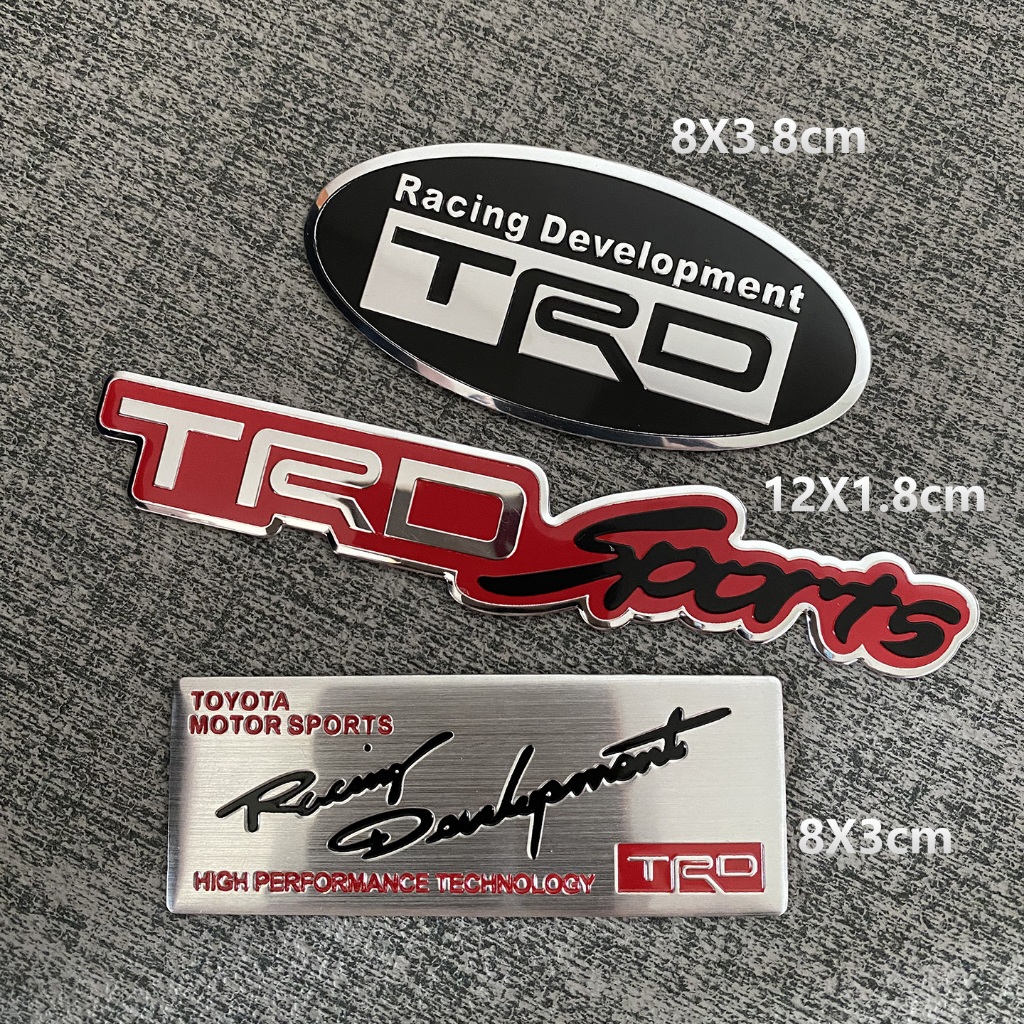 8X3.8cm
Racing Development
TRD
12X1.8cm
TRD Sports
TOYOTA
MOTOR SPORTS
Racing
Development
8X3cm
HIGH PERFORMANCE TECHNOLOGY TRD